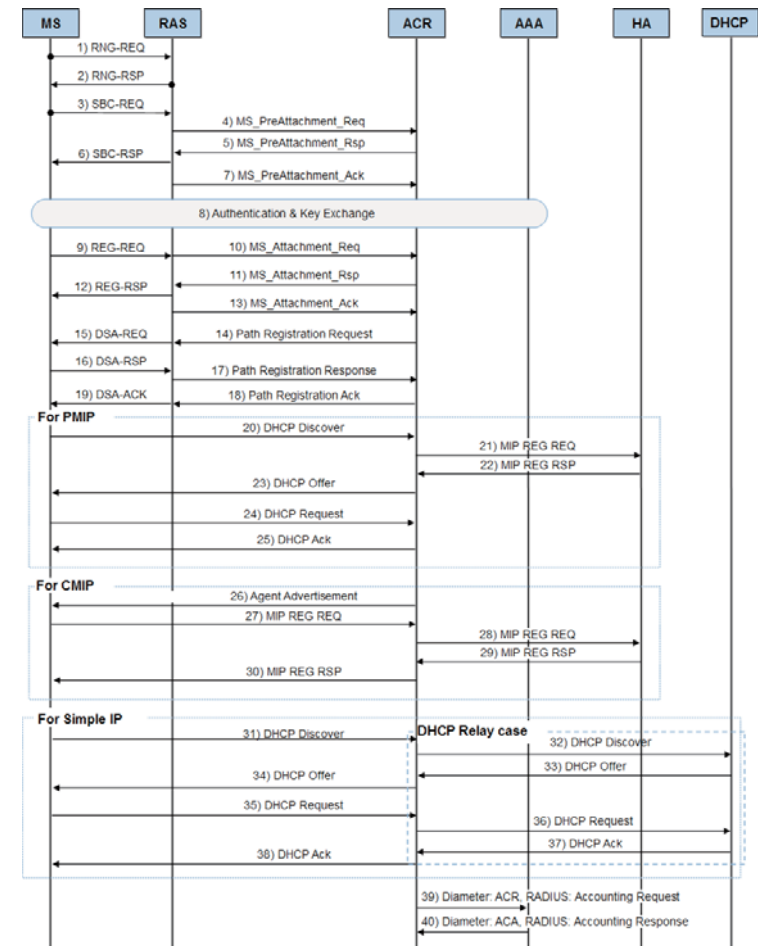 MS RAS ACR AAA HA DHCP
1) RNG-REQ
2) RNG-RSP
3) SBC-REQ
4) MS_PreAttachment_Req
5) MS_PreAttachment_Rsp
6) SBC-RSP
7) MS_PreAttachment_Ack
8) Authentication & Key Exchange
9) REG-REQ
10) MS_Attachment_Req
11) MS_Attachment_Rsp
12) REG-RSP
13) MS_Attachment_Ack
15) DSA-REQ
14) Path Registration Request
16) DSA-RSP
17) Path Registration Response
19) DSA-ACK
18) Path Registration Ack
For PMIP
20) DHCP Discover
21) MIP REG REQ
22) MIP REG RSP
23) DHCP Offer
24) DHCP Request
25) DHCP Ack
For CMIP
26) Agent Advertisement
27) MIP REG REQ
28) MIP REG REQ
29) MIP REG RSP
30) MIP REG RSP
For Simple IP
31) DHCP Discover
DHCP Relay case
32) DHCP Discover
33) DHCP Offer
34) DHCP Offer
35) DHCP Request
36) DHCP Request
37) DHCP Ack
38) DHCP Ack
39) Diameter: ACR, RADIUS: Accounting Request
40) Diameter: ACA, RADIUS: Accounting Response